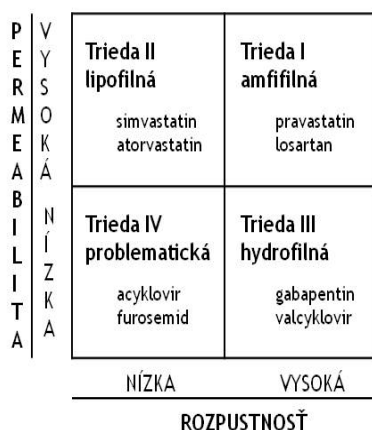 PERMEABILITA
VYSOKÁ
NÍZKA
Trieda II
lipofilná
simvastatin
atorvastatin
Trieda I
amfifilná
pravastatin
losartan
Trieda IV
problematická
acyklovir
furosemid
Trieda III
hydrofilná
gabapentin
valcyklovir
NÍZKA
VYSOKÁ
ROZPUSTNOSŤ